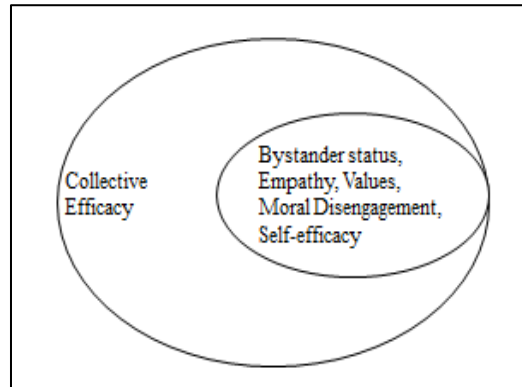 Collective
Efficacy
Bystander status,
Empathy, Values,
Moral Disengagement,
Self-efficacy